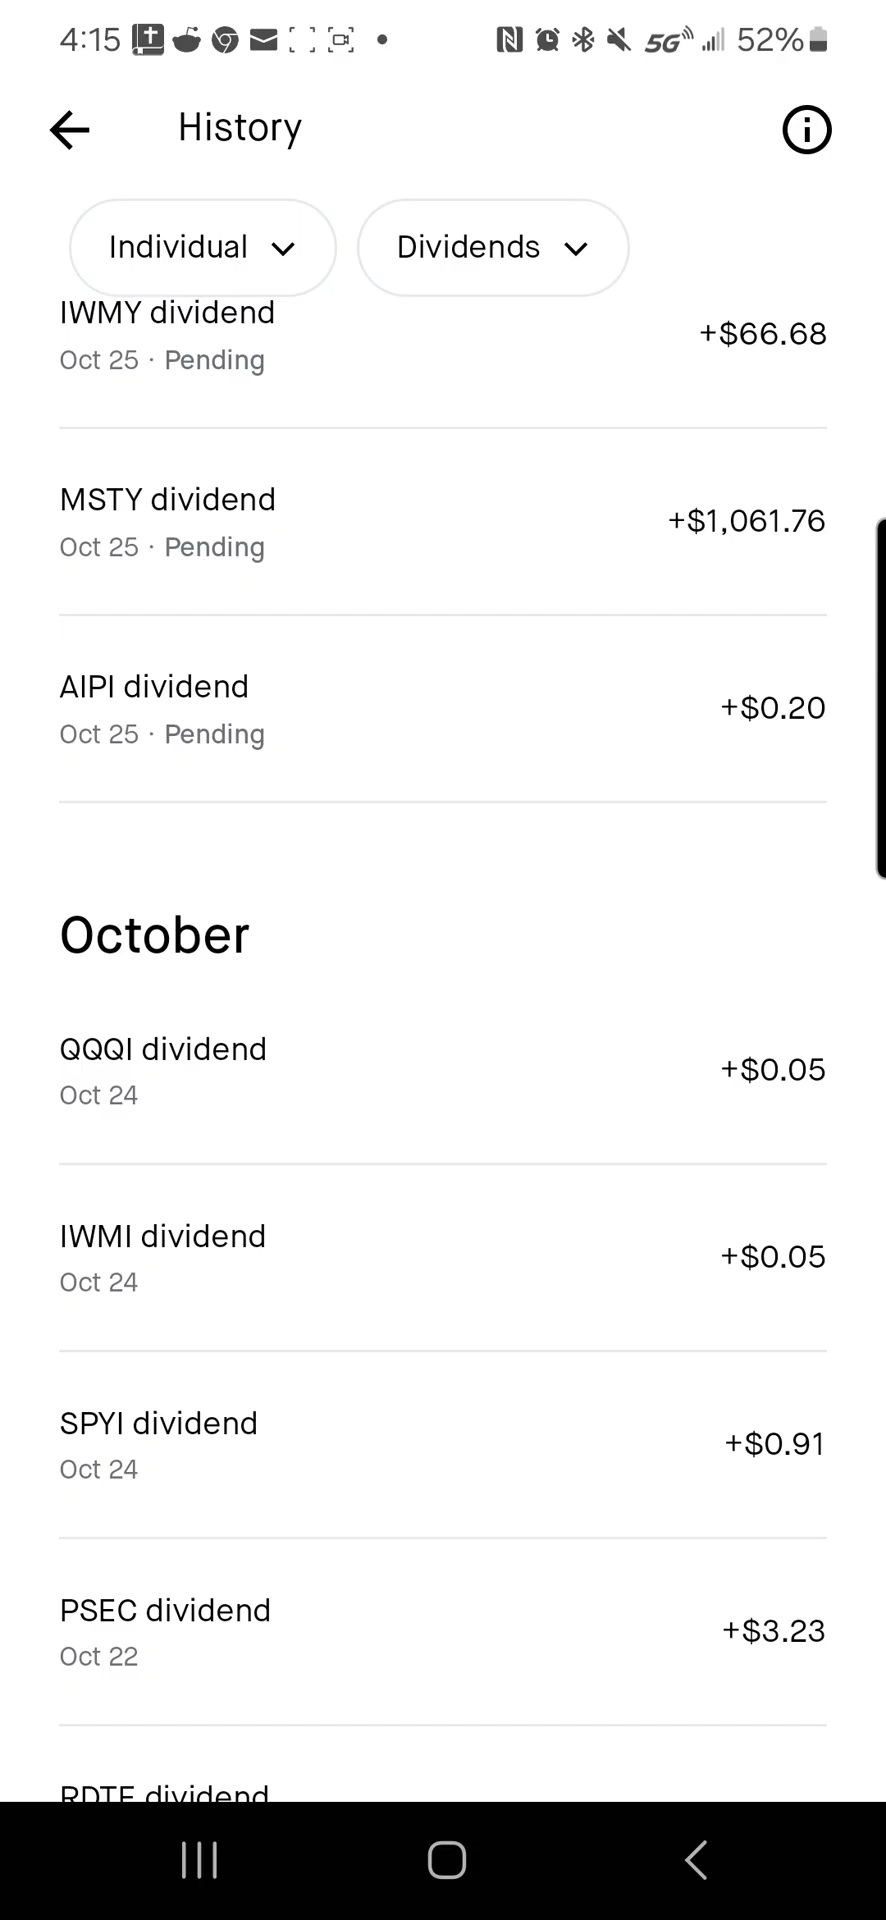 4:15 5G 52%
History
Individual Dividends
IWMY dividend
+$66.68
Oct 25 · Pending
MSTY dividend
+$1,061.76
Oct 25 · Pending
AIPI dividend
+$0.20
Oct 25 · Pending
October
QQQI dividend
+$0.05
Oct 24
IWMI dividend
+$0.05
Oct 24
SPYI dividend
+$0.91
Oct 24
PSEC dividend
+$3.23
Oct 22
RDTE dividend